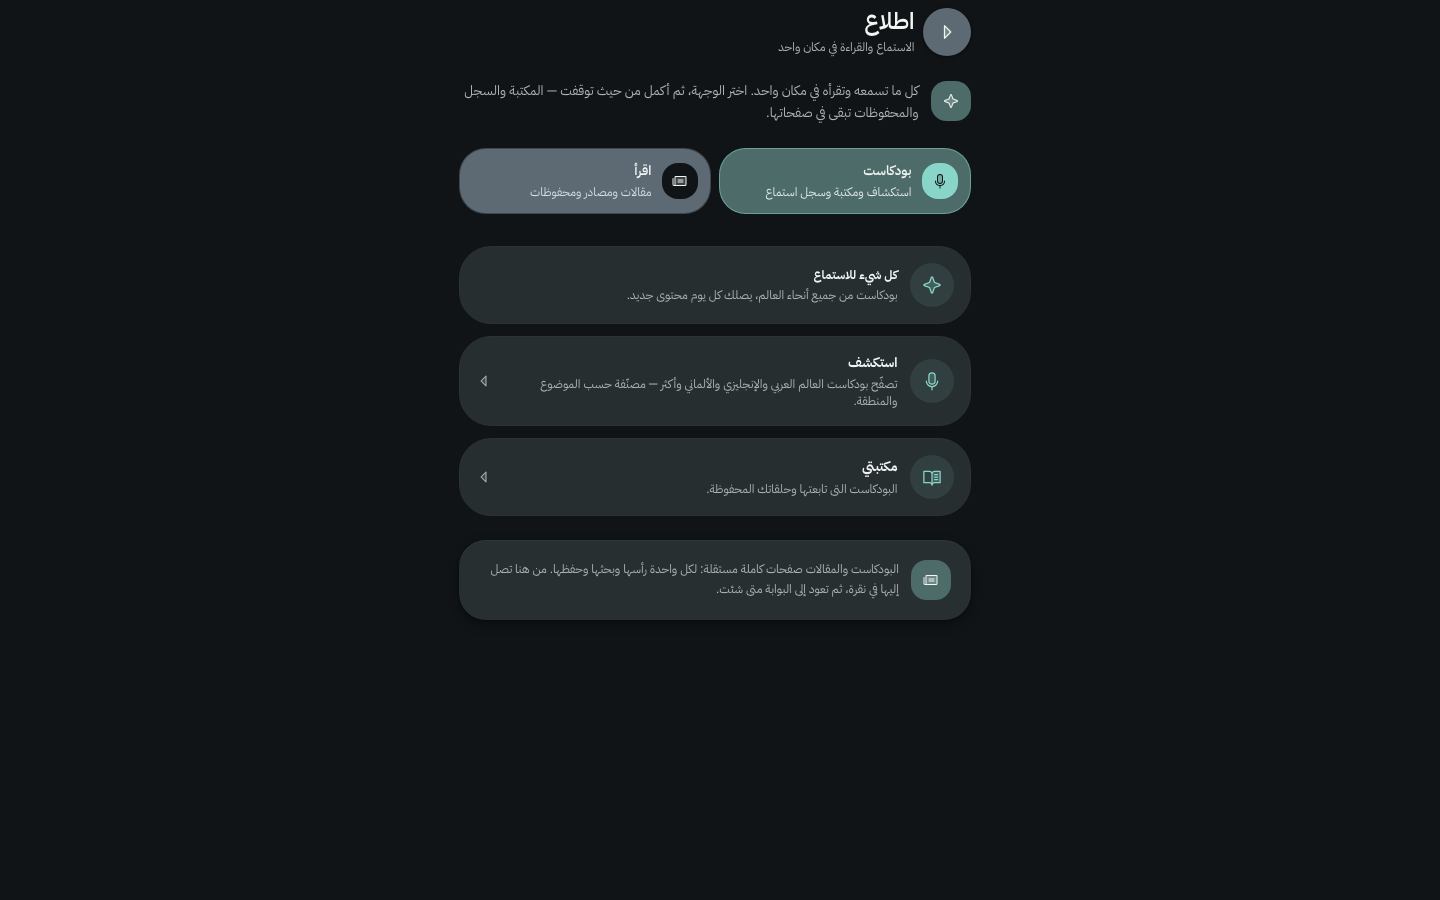 اطلاع
الاستماع والقراءة في مكان واحد
كل ما تسمعه وتقرأه في مكان واحد. اختر الوجهة، ثم أكمل من حيث توقفت — المكتبة والسجل
والمحفوظات تبقى في صفحاتها.
بودكاست
استكشاف ومكتبة وسجل استماع
اقرأ
مقالات ومصادر ومحفوظات
كل شيء للاستماع
بودكاست من جميع أنحاء العالم، يصلك كل يوم محتوى جديد.
استكشف
تصفّح بودكاست العالم العربي والإنجليزي والألماني وأكثر — مصنّفة حسب الموضوع
والمنطقة.
مكتبتي
البودكاست التي تابعتها وحلقاتك المحفوظة.
البودكاست والمقالات صفحات كاملة مستقلة: لكل واحدة رأسها وبحثها وحفظها. من هنا تصل
إليها في نقرة، ثم تعود إلى البوابة متى شئت.